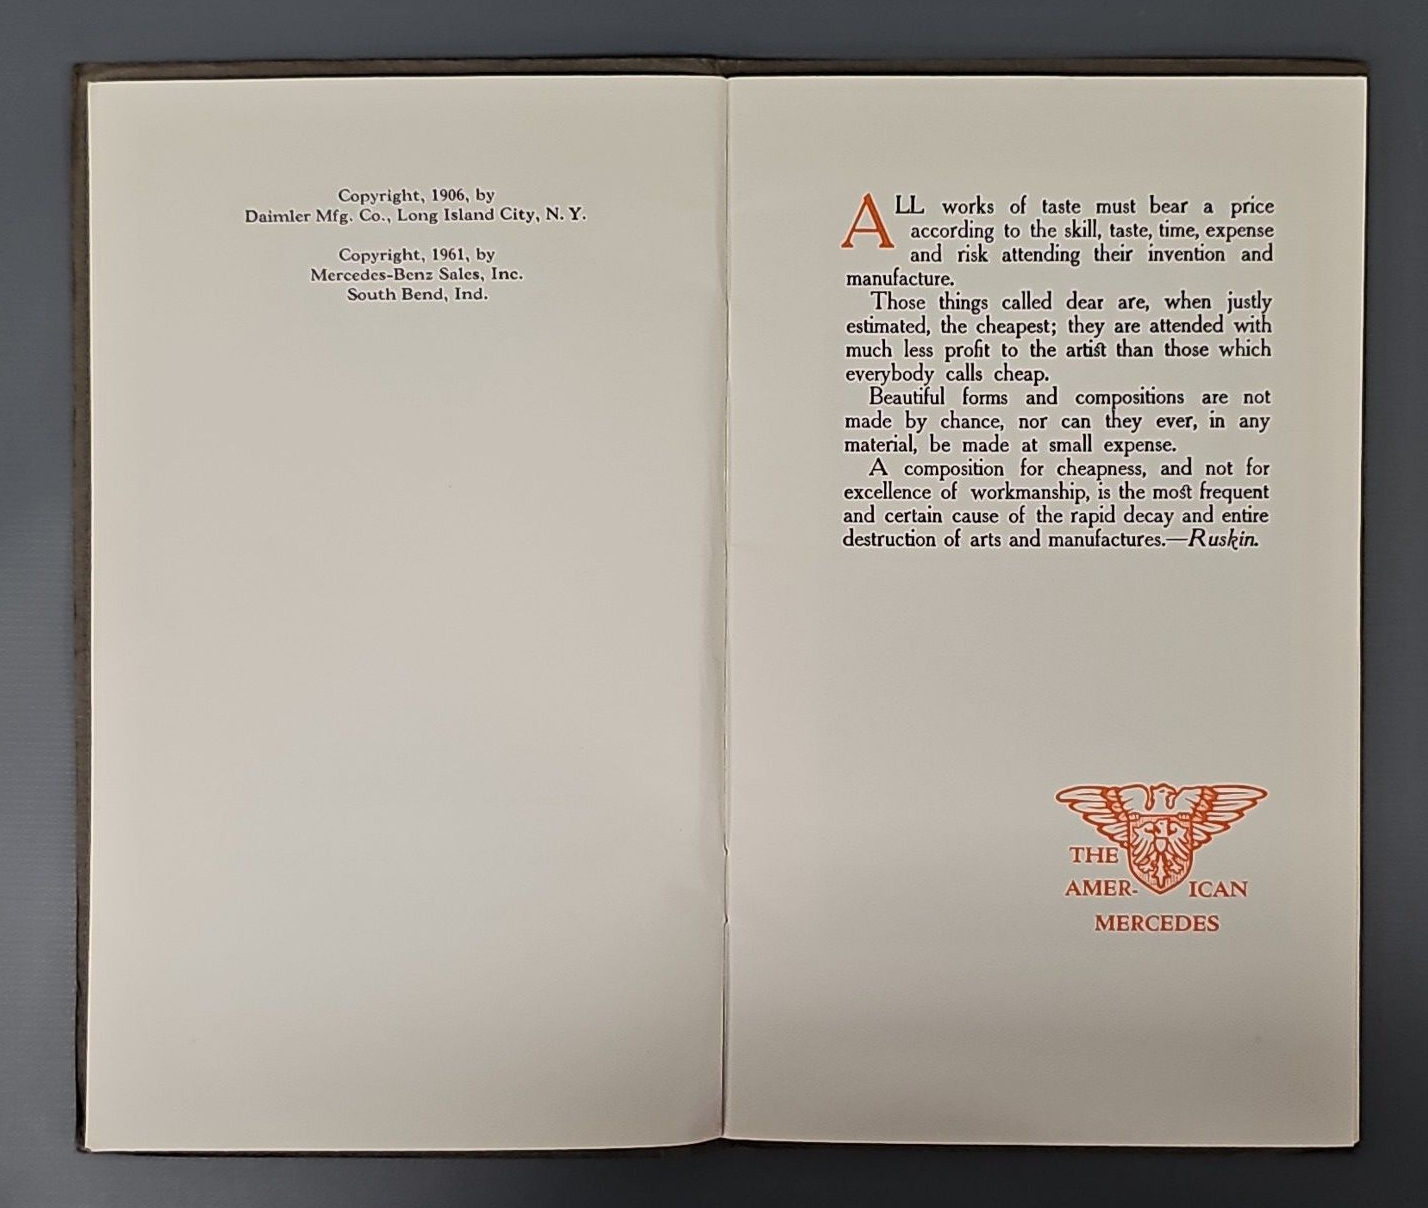 Copyright, 1906, by
Daimler Mfg. Co., Long Island City, N. Y.
Copyright, 1961, by
Mercedes-Benz Sales, Inc.
South Bend, Ind.
ALL works of taste must bear a price
according to the skill, taste, time, expense
and risk attending their invention and
manufacture.
Those things called dear are, when justly
estimated, the cheapest; they are attended with
much less profit to the artist than those which
everybody calls cheap.
Beautiful forms and compositions are not
made by chance, nor can they ever, in any
material, be made at small expense.
A composition for cheapness, and not for
excellence of workmanship, is the most frequent
and certain cause of the rapid decay and entire
destruction of arts and manufactures.—Ruskin.
THE
AMER-ICAN
MERCEDES